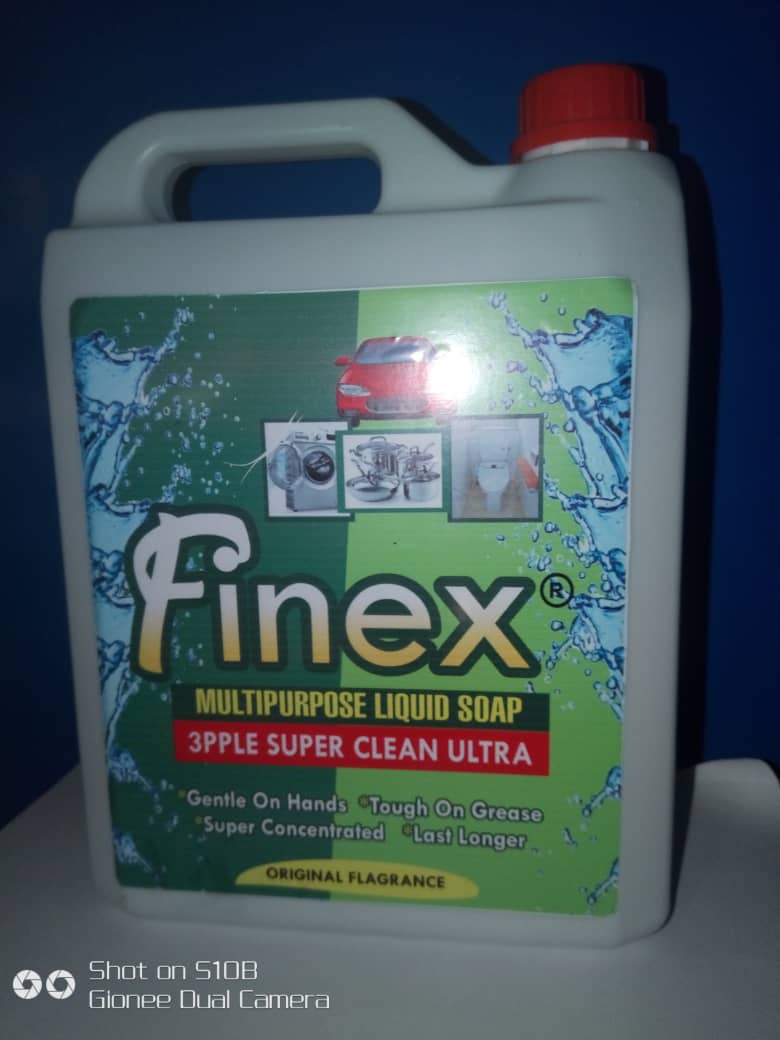 Finex®
MULTIPURPOSE LIQUID SOAP
3PPLE SUPER CLEAN ULTRA
*Gentle On Hands *Tough On Grease
*Super Concentrated *Last Longer
ORIGINAL FLAGRANCE
Shot on S10B
Gionee Dual Camera